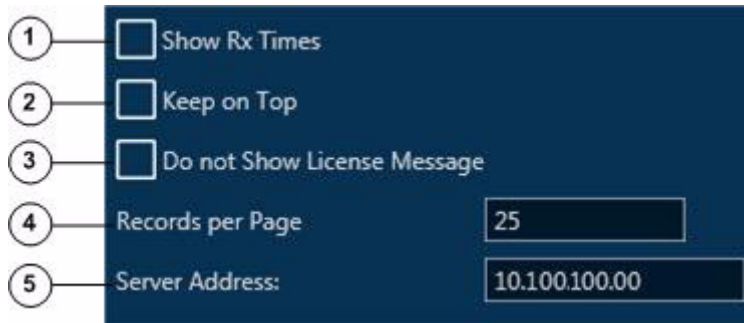 1 Show Rx Times
2 Keep on Top
3 Do not Show License Message
4 Records per Page 25
5 Server Address: 10.100.100.00